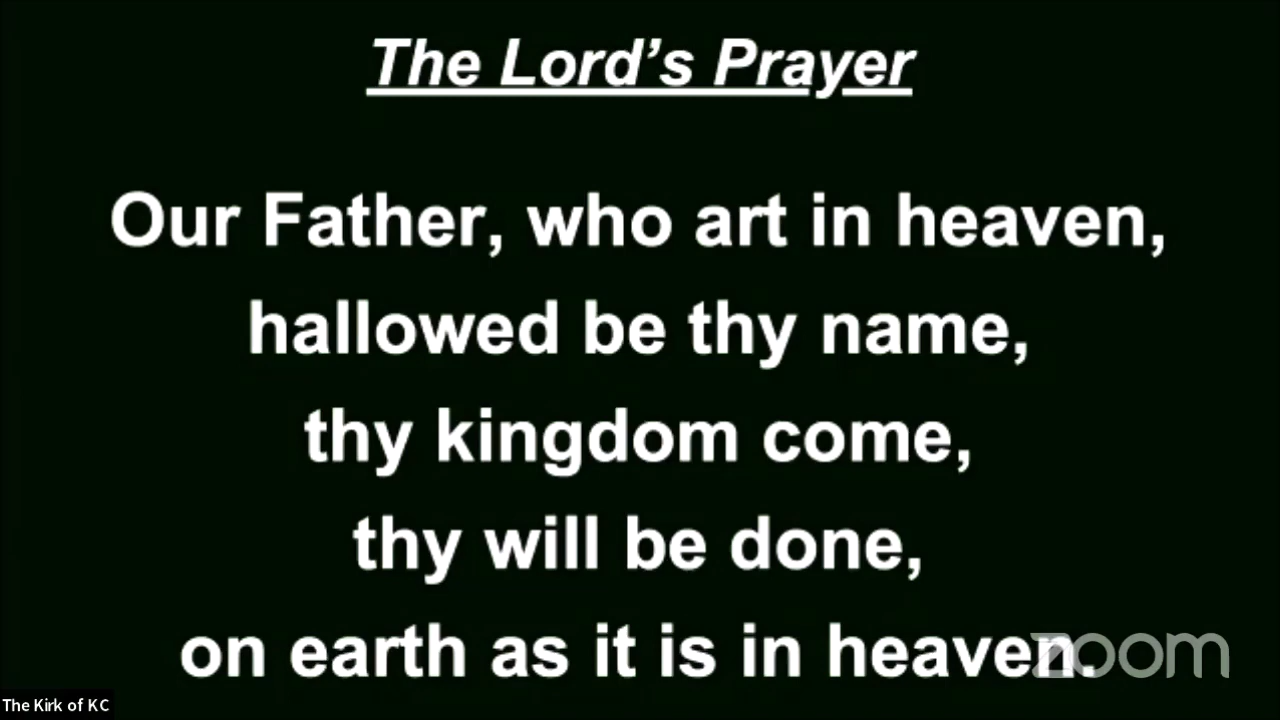 The Lord’s Prayer
Our Father, who art in heaven,
hallowed be thy name,
thy kingdom come,
thy will be done,
on earth as it is in heaven.
zoom
The Kirk of KC